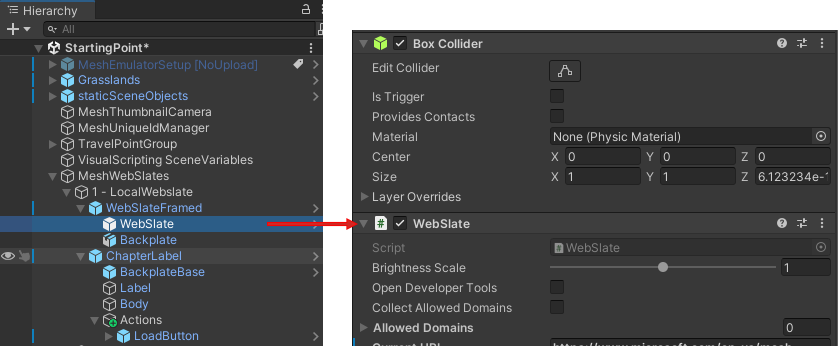 Hierarchy
All
StartingPoint*
MeshEmulatorSetup [NoUpload]
Grasslands
staticSceneObjects
MeshThumbnailCamera
MeshUniqueIdManager
TravelPointGroup
VisualScripting SceneVariables
MeshWebSlates
1 - LocalWebslate
WebSlateFramed
WebSlate
Backplate
ChapterLabel
BackplateBase
Label
Body
Actions
LoadButton
Box Collider
Edit Collider
Is Trigger
Provides Contacts
Material None (Physic Material)
Center X 0 Y 0 Z 0
Size X 1 Y 1 Z 6.123234e-1
Layer Overrides
# WebSlate
Script # WebSlate
Brightness Scale 1
Open Developer Tools
Collect Allowed Domains
Allowed Domains 0